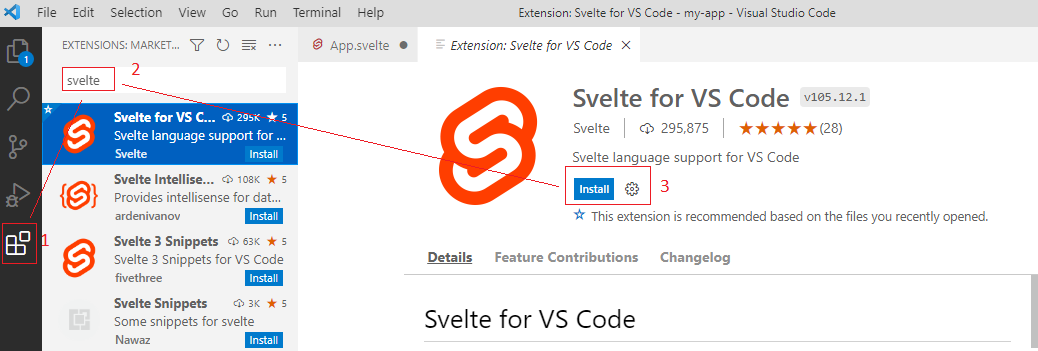 File Edit View Go Run Terminal Help Extension: Svelte for VS Code - my-app - Visual Studio Code
EXTENSIONS: MARKET...
App.svelte
Extension: Svelte for VS Code
1
svelte
2
Svelte for VS C... 295K 5
Svelte language support for ...
Svelte Install
Svelte Intellise... 108K 5
Provides intellisense for dat...
ardenivanov Install
Svelte 3 Snippets 63K 5
Svelte 3 Snippets for VS Code
fivethree Install
Svelte Snippets 3K 5
Some snippets for svelte
Nawaz Install
1
Svelte for VS Code v105.12.1
Svelte 295,875 (28)
Svelte language support for VS Code
Install
3
This extension is recommended based on the files you recently opened.
Details Feature Contributions Changelog
Svelte for VS Code